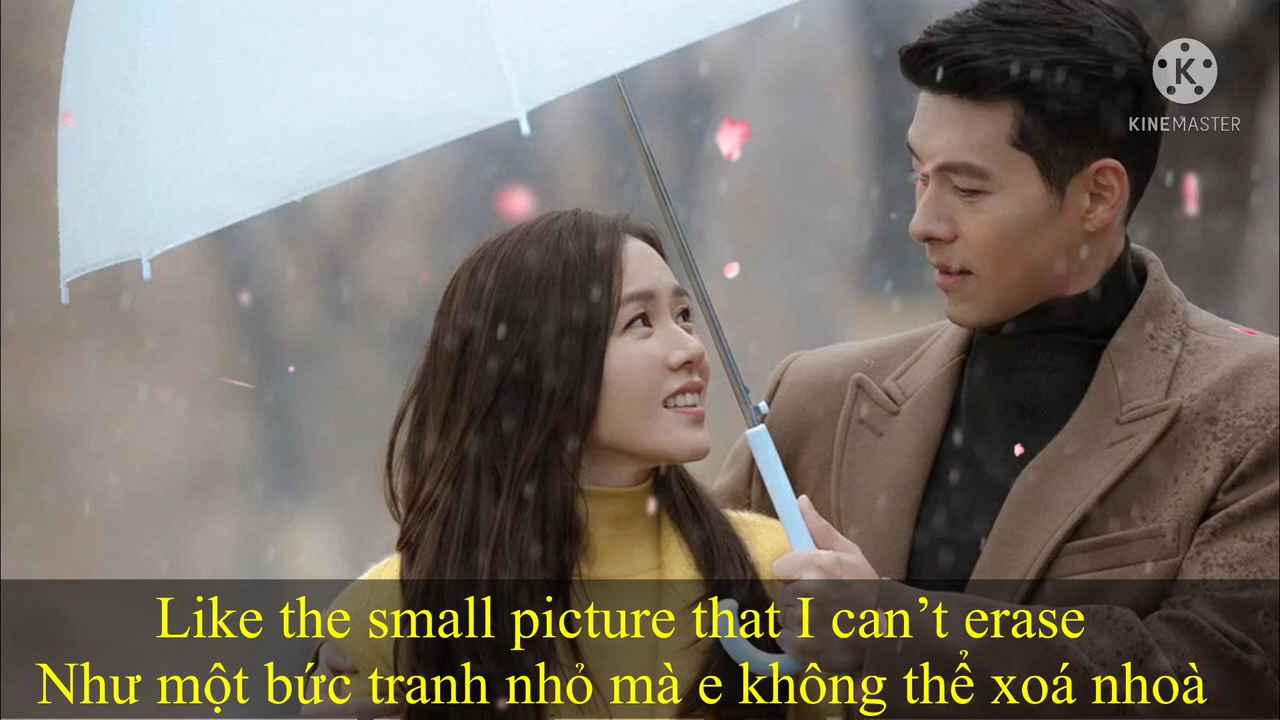 K
KINEMASTER
Like the small picture that I can’t erase
Như một bức tranh nhỏ mà e không thể xoá nhoà